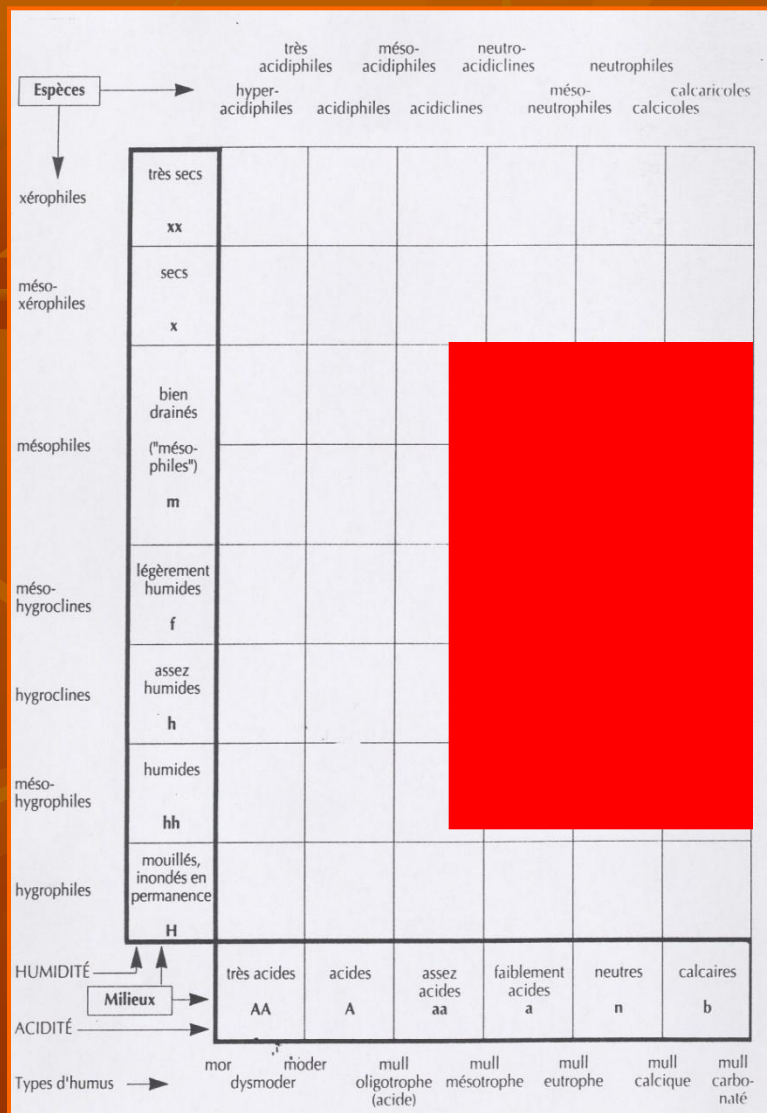 très
acidiphiles
méso-
acidiphiles
neutro-
acidiclines
neutrophiles
Espèces
hyper-
acidiphiles
acidiphiles
acidiclines
méso-
neutrophiles
calcicoles
calcaricoles
xérophiles
très secs
xx
méso-
xérophiles
secs
x
mésophiles
bien
drainés
("méso-
philes")
m
méso-
hygroclines
légèrement
humides
f
hygroclines
assez
humides
h
méso-
hygrophiles
humides
hh
hygrophiles
mouillés,
inondés en
permanence
H
HUMIDITÉ
Milieux
ACIDITÉ
très acides
AA
acides
A
assez
acides
aa
faiblement
acides
a
neutres
n
calcaires
b
Types d'humus
mor
dysmoder
moder
mull
oligotrophe
(acide)
mull
mésotrophe
mull
eutrophe
mull
calcique
mull
carbo-
naté